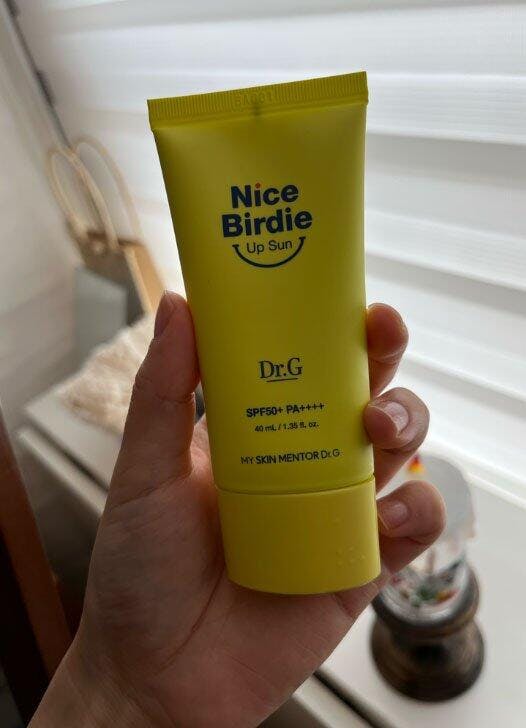 Nice
Birdie
Up Sun
Dr.G
SPF50+ PA++++
40 mL / 1.35 fl. oz.
MY SKIN MENTOR Dr.G